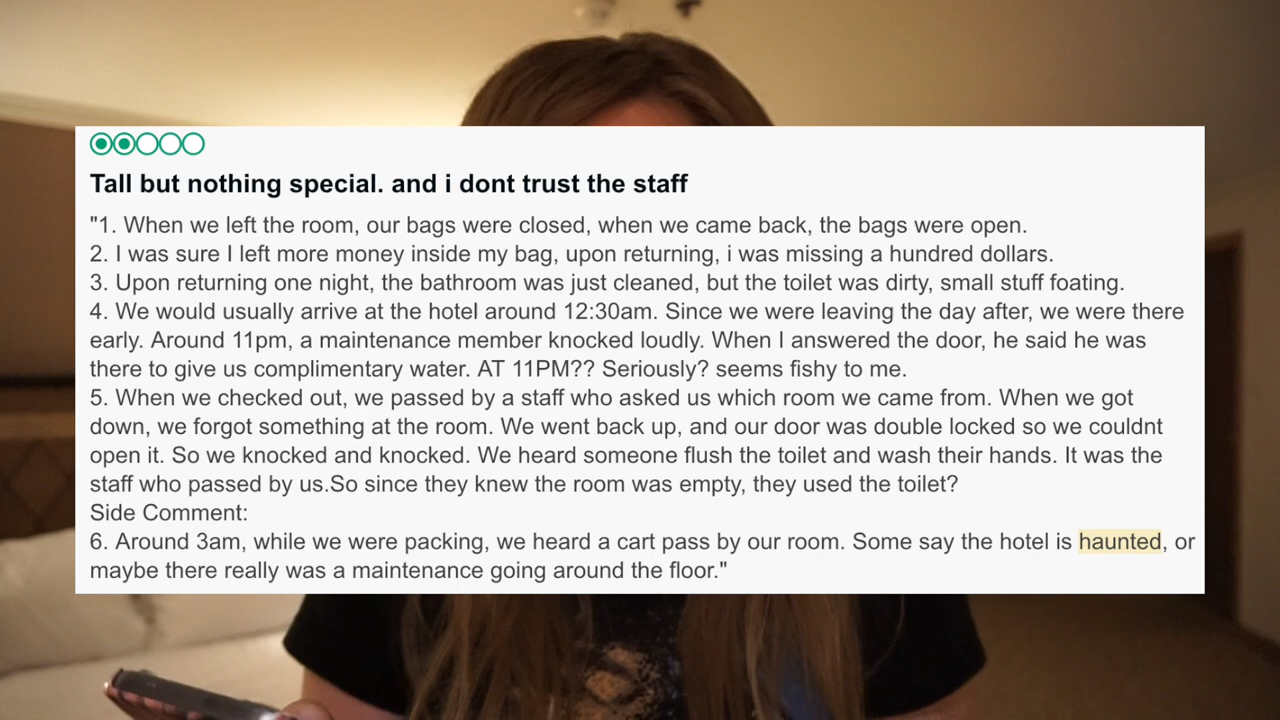 Tall but nothing special. and i dont trust the staff
"1. When we left the room, our bags were closed, when we came back, the bags were open.
2. I was sure I left more money inside my bag, upon returning, i was missing a hundred dollars.
3. Upon returning one night, the bathroom was just cleaned, but the toilet was dirty, small stuff foating.
4. We would usually arrive at the hotel around 12:30am. Since we were leaving the day after, we were there
early. Around 11pm, a maintenance member knocked loudly. When I answered the door, he said he was
there to give us complimentary water. AT 11PM?? Seriously? seems fishy to me.
5. When we checked out, we passed by a staff who asked us which room we came from. When we got
down, we forgot something at the room. We went back up, and our door was double locked so we couldnt
open it. So we knocked and knocked. We heard someone flush the toilet and wash their hands. It was the
staff who passed by us.So since they knew the room was empty, they used the toilet?
Side Comment:
6. Around 3am, while we were packing, we heard a cart pass by our room. Some say the hotel is haunted, or
maybe there really was a maintenance going around the floor."